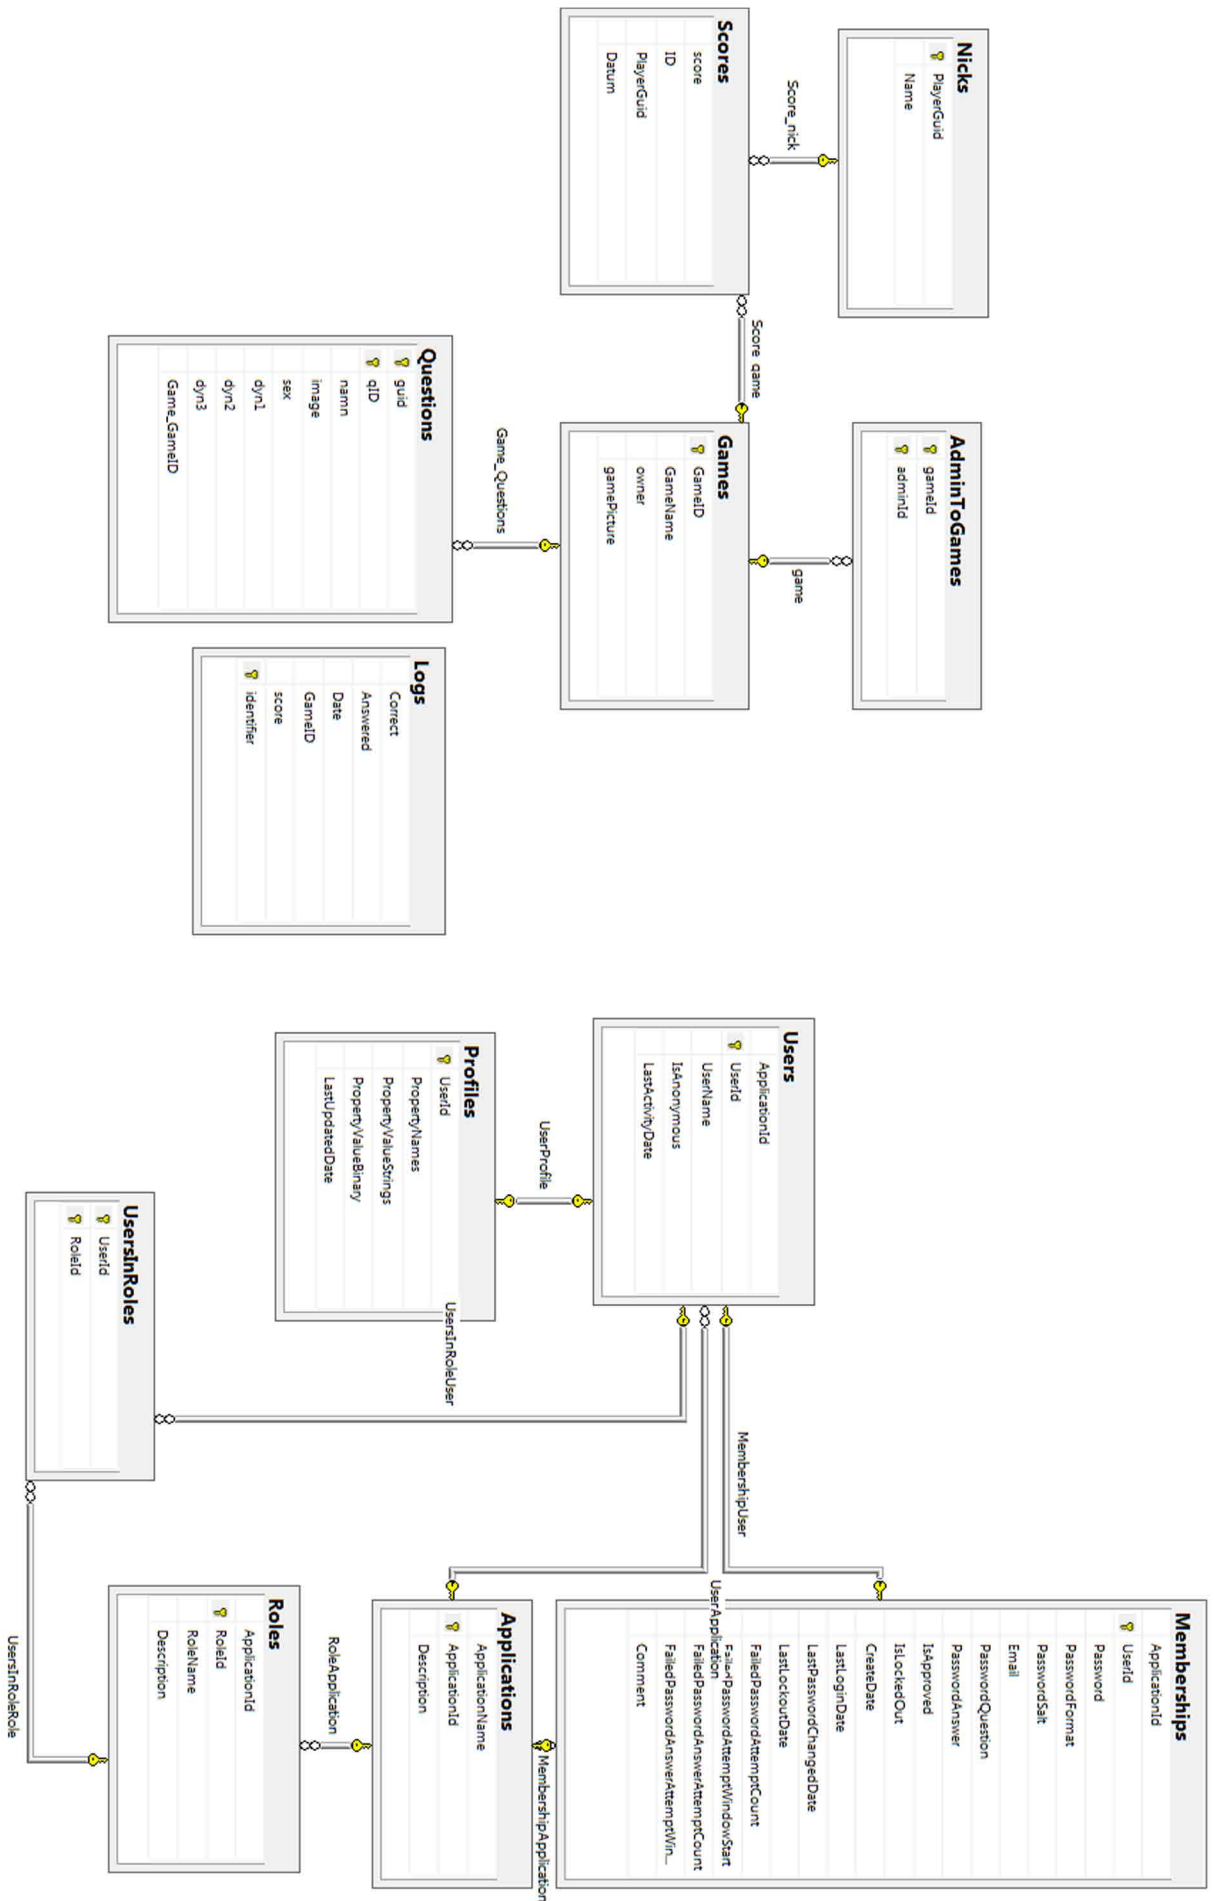 Nicks
PlayerGuid
Name
Score_nick
Scores
score
ID
PlayerGuid
Datum
Score_game
AdminToGames
gameId
adminId
game
Games
GameID
GameName
owner
gamePicture
Game_Questions
Questions
guid
qID
namn
image
sex
dyn1
dyn2
dyn3
Game_GameID
Logs
Correct
Answered
Date
GameID
score
identifier
Users
ApplicationId
UserId
UserName
IsAnonymous
LastActivityDate
UserProfile
Profiles
UserId
PropertyNames
PropertyValueStrings
PropertyValueBinary
LastUpdatedDate
UsersInRoleUser
UsersInRoles
UserId
RoleId
MembershipUser
UserApplication
Memberships
ApplicationId
UserId
Password
PasswordFormat
PasswordSalt
Email
PasswordQuestion
PasswordAnswer
IsApproved
IsLockedOut
CreateDate
LastLoginDate
LastPasswordChangedDate
LastLockoutDate
FailedPasswordAttemptCount
FailedPasswordAttemptWindowStart
FailedPasswordAnswerAttemptCount
FailedPasswordAnswerAttemptWin...
Comment
MembershipApplication
Applications
ApplicationName
ApplicationId
Description
RoleApplication
Roles
ApplicationId
RoleId
RoleName
Description
UsersInRoleRole